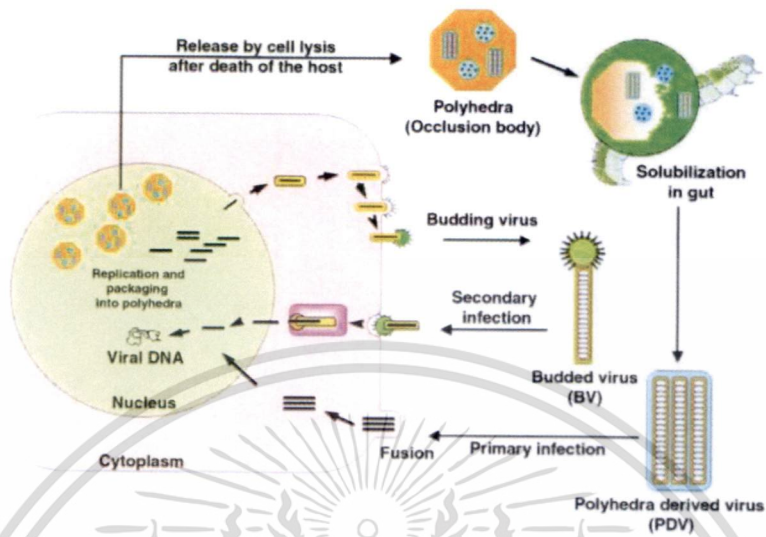 Release by cell lysis
after death of the host
Polyhedra
(Occlusion body)
Solubilization
in gut
Budding virus
Replication and
packaging
into polyhedra
Secondary
infection
Viral DNA
Budded virus
(BV)
Nucleus
Fusion
Primary infection
Cytoplasm
Polyhedra derived virus
(PDV)